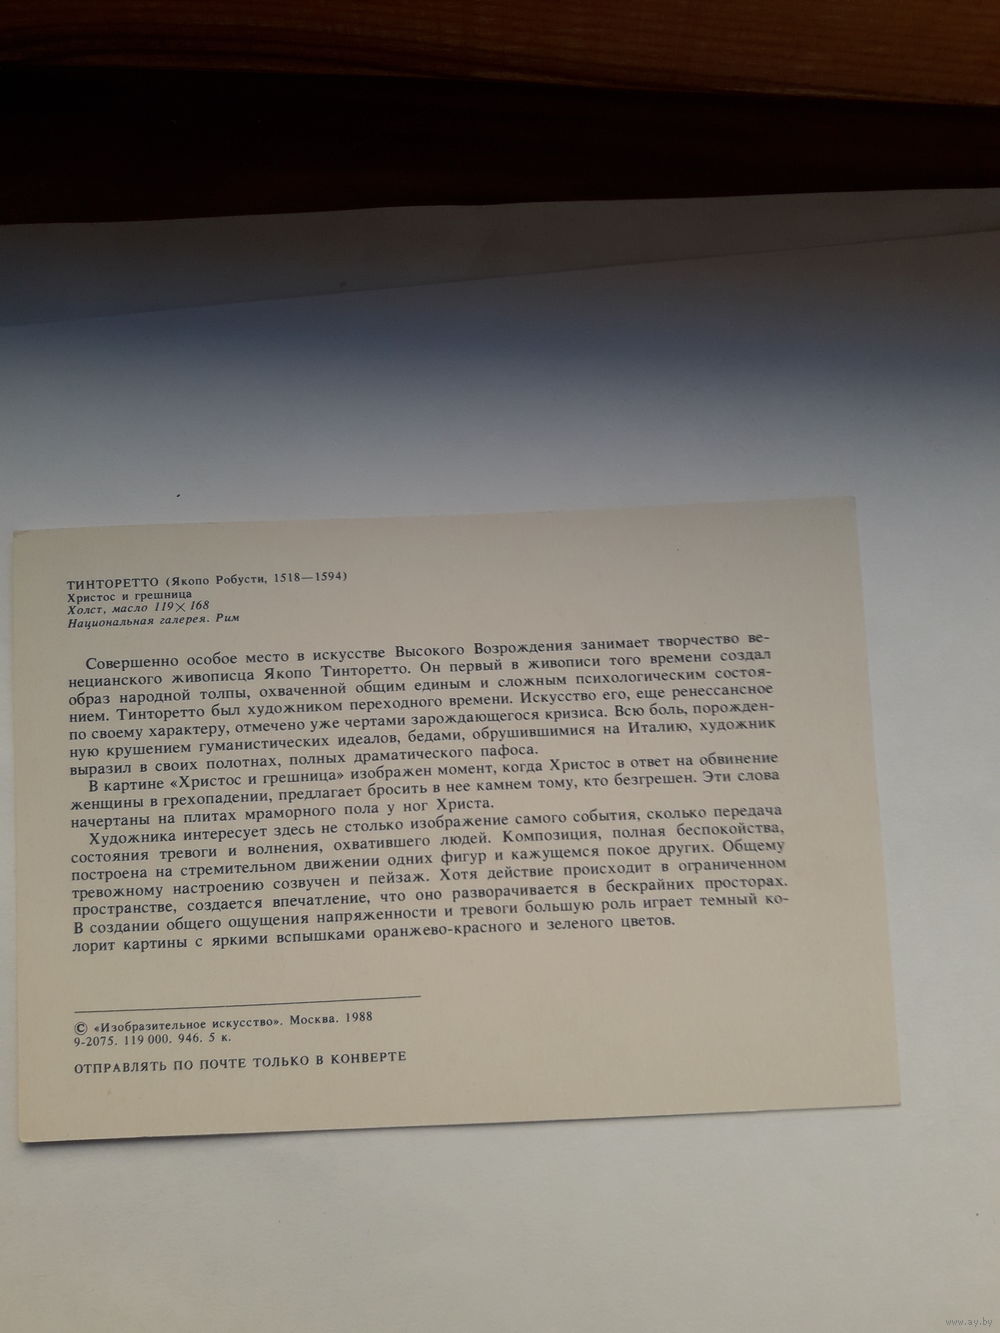 ТИНТОРЕТТО (Якопо Робусти, 1518—1594)
Христос и грешница
Холст, масло 119×168
Национальная галерея. Рим
Совершенно особое место в искусстве Высокого Возрождения занимает творчество ве-
нецианского живописца Якопо Тинторетто. Он первый в живописи того времени создал
образ народной толпы, охваченной общим единым и сложным психологическим состоя-
нием. Тинторетто был художником переходного времени. Искусство его, еще ренессансное
по своему характеру, отмечено уже чертами зарождающегося кризиса. Всю боль, порожден-
ную крушением гуманистических идеалов, бедами, обрушившимися на Италию, художник
выразил в своих полотнах, полных драматического пафоса.
В картине «Христос и грешница» изображен момент, когда Христос в ответ на обвинение
женщины в грехопадении, предлагает бросить в нее камнем тому, кто безгрешен. Эти слова
начертаны на плитах мраморного пола у ног Христа.
Художника интересует здесь не столько изображение самого события, сколько передача
состояния тревоги и волнения, охватившего людей. Композиция, полная беспокойства,
построена на стремительном движении одних фигур и кажущемся покое других. Общему
тревожному настроению созвучен и пейзаж. Хотя действие происходит в ограниченном
пространстве, создается впечатление, что оно разворачивается в бескрайних просторах.
В создании общего ощущения напряженности и тревоги большую роль играет темный ко-
лорит картины с яркими вспышками оранжево-красного и зеленого цветов.
© «Изобразительное искусство». Москва. 1988
9-2075. 119 000. 946. 5 к.
ОТПРАВЛЯТЬ ПО ПОЧТЕ ТОЛЬКО В КОНВЕРТЕ
www.ay.by